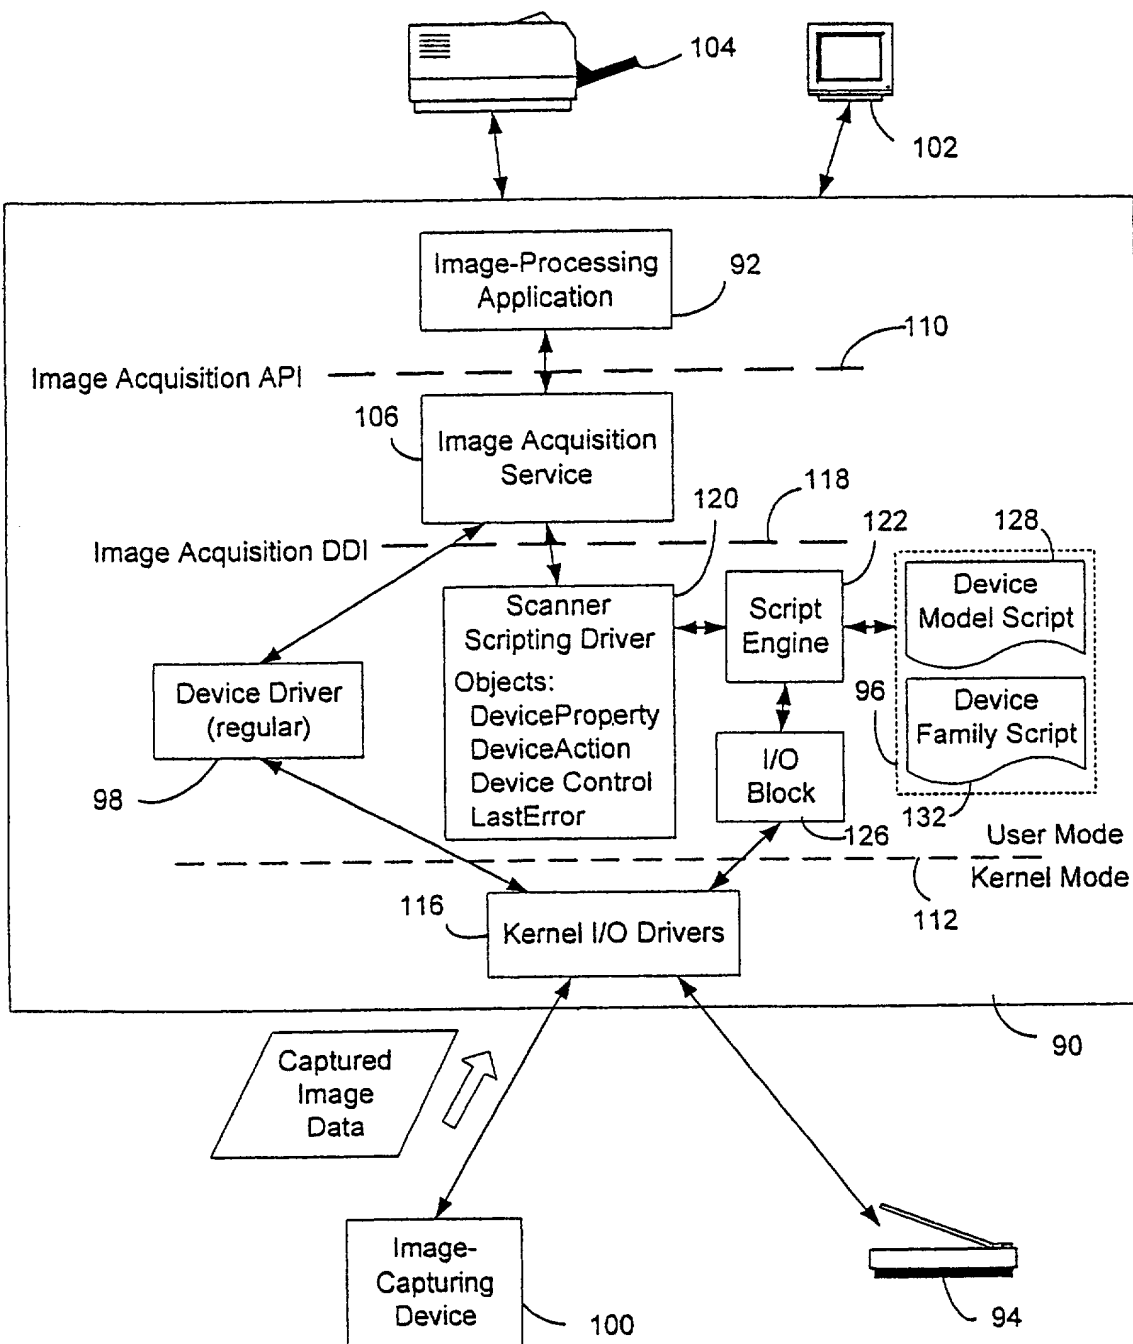 104
102
Image-Processing
Application
92
110
Image Acquisition API
106
Image Acquisition
Service
118
120
122
128
Image Acquisition DDI
Scanner
Scripting Driver
Objects:
DeviceProperty
DeviceAction
Device Control
LastError
Script
Engine
Device
Model Script
Device
Family Script
96
132
Device Driver
(regular)
98
I/O
Block
126
User Mode
Kernel Mode
112
116
Kernel I/O Drivers
90
Captured
Image
Data
Image-
Capturing
Device
100
94